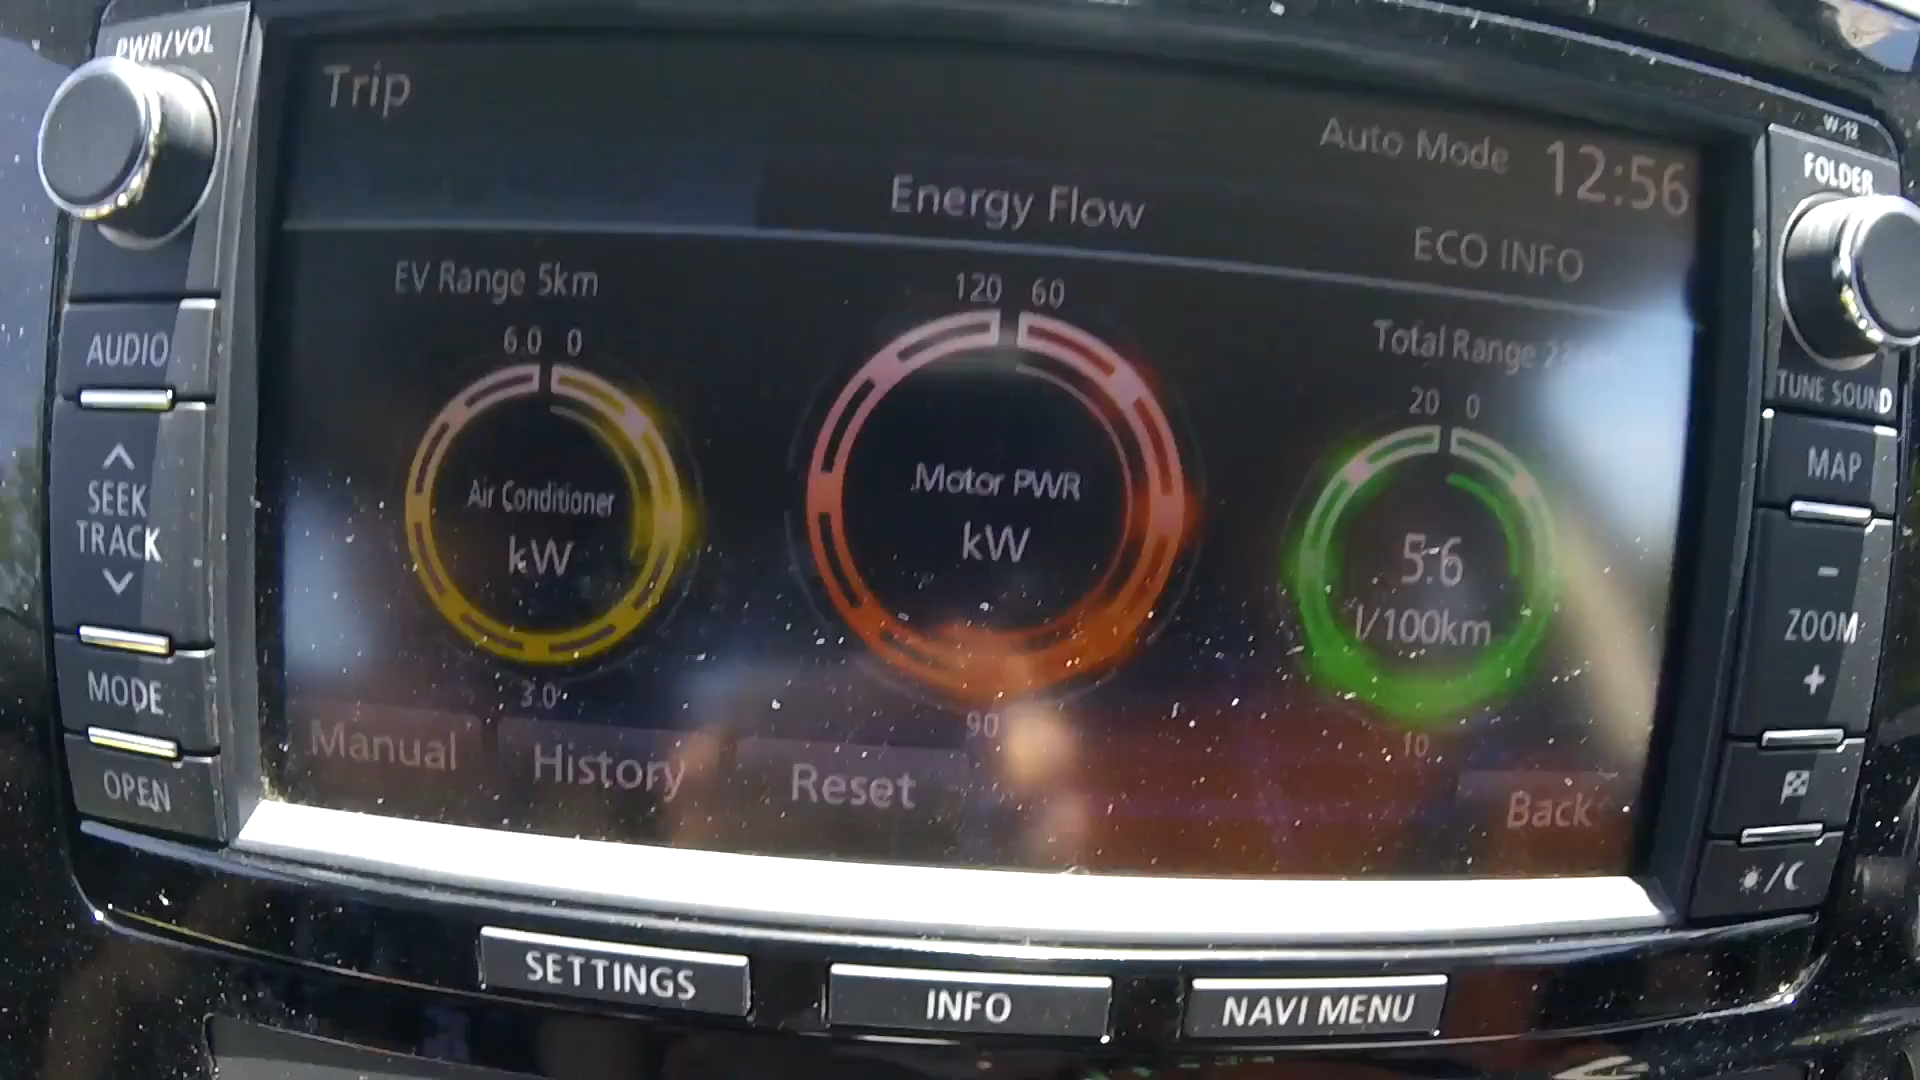 PWR/VOL
Trip
Auto Mode 12:56
W-12
FOLDER
Energy Flow
ECO INFO
EV Range 5km
Total Range
120 60
6.0 0
20 0
AUDIO
TUNE SOUND
MAP
SEEK
TRACK
Air Conditioner
kW
Motor PWR
kW
5.6
l/100km
-
ZOOM
+
3.0
90
10
MODE
OPEN
Manual
History
Reset
Back
SETTINGS
INFO
NAVI MENU